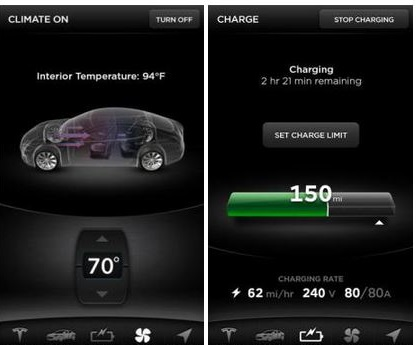 CLIMATE ON
TURN OFF
Interior Temperature: 94°F
70°
CHARGE
STOP CHARGING
Charging
2 hr 21 min remaining
SET CHARGE LIMIT
150 mi
CHARGING RATE
62 mi/hr 240 V 80/80A